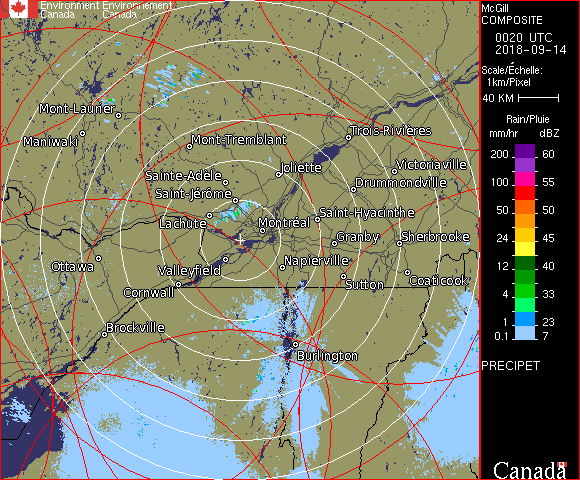 Environment Environnement
Canada Canada
McGill
COMPOSITE
0020 UTC
2018-09-14
Scale/Échelle:
1km/Pixel
40 KM
Rain/Pluie
mm/hr dBZ
200 60
100 55
50 50
24 45
12 40
4 33
1 23
0.1 7
PRECIPET
Canada
Mont-Laurier
Maniwaki
Mont-Tremblant
Trois-Rivières
Joliette
Victoriaville
Sainte-Adèle
Drummondville
Saint-Jérôme
Saint-Hyacinthe
Lachute
Montréal
Granby
Sherbrooke
Ottawa
Valleyfield
Napierville
Cornwall
Sutton
Coaticook
Brockville
Burlington